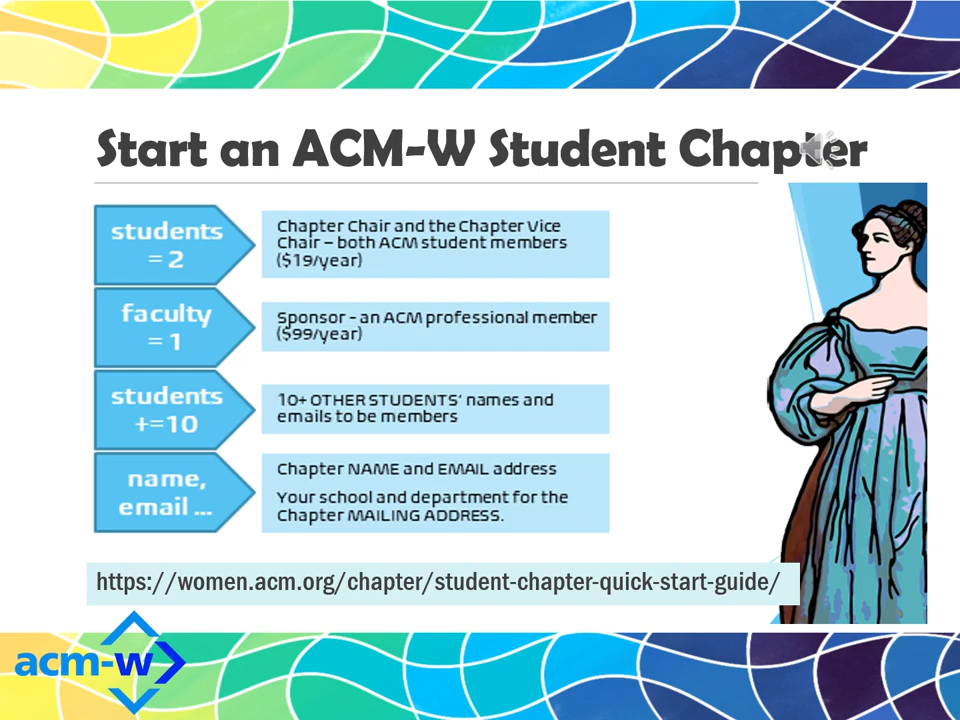 Start an ACM-W Student Chapter
students
= 2
Chapter Chair and the Chapter Vice
Chair – both ACM student members
($19/year)
faculty
= 1
Sponsor - an ACM professional member
($99/year)
students
+=10
10+ OTHER STUDENTS' names and
emails to be members
name,
email ...
Chapter NAME and EMAIL address
Your school and department for the
Chapter MAILING ADDRESS.
https://women.acm.org/chapter/student-chapter-quick-start-guide/
acm-w